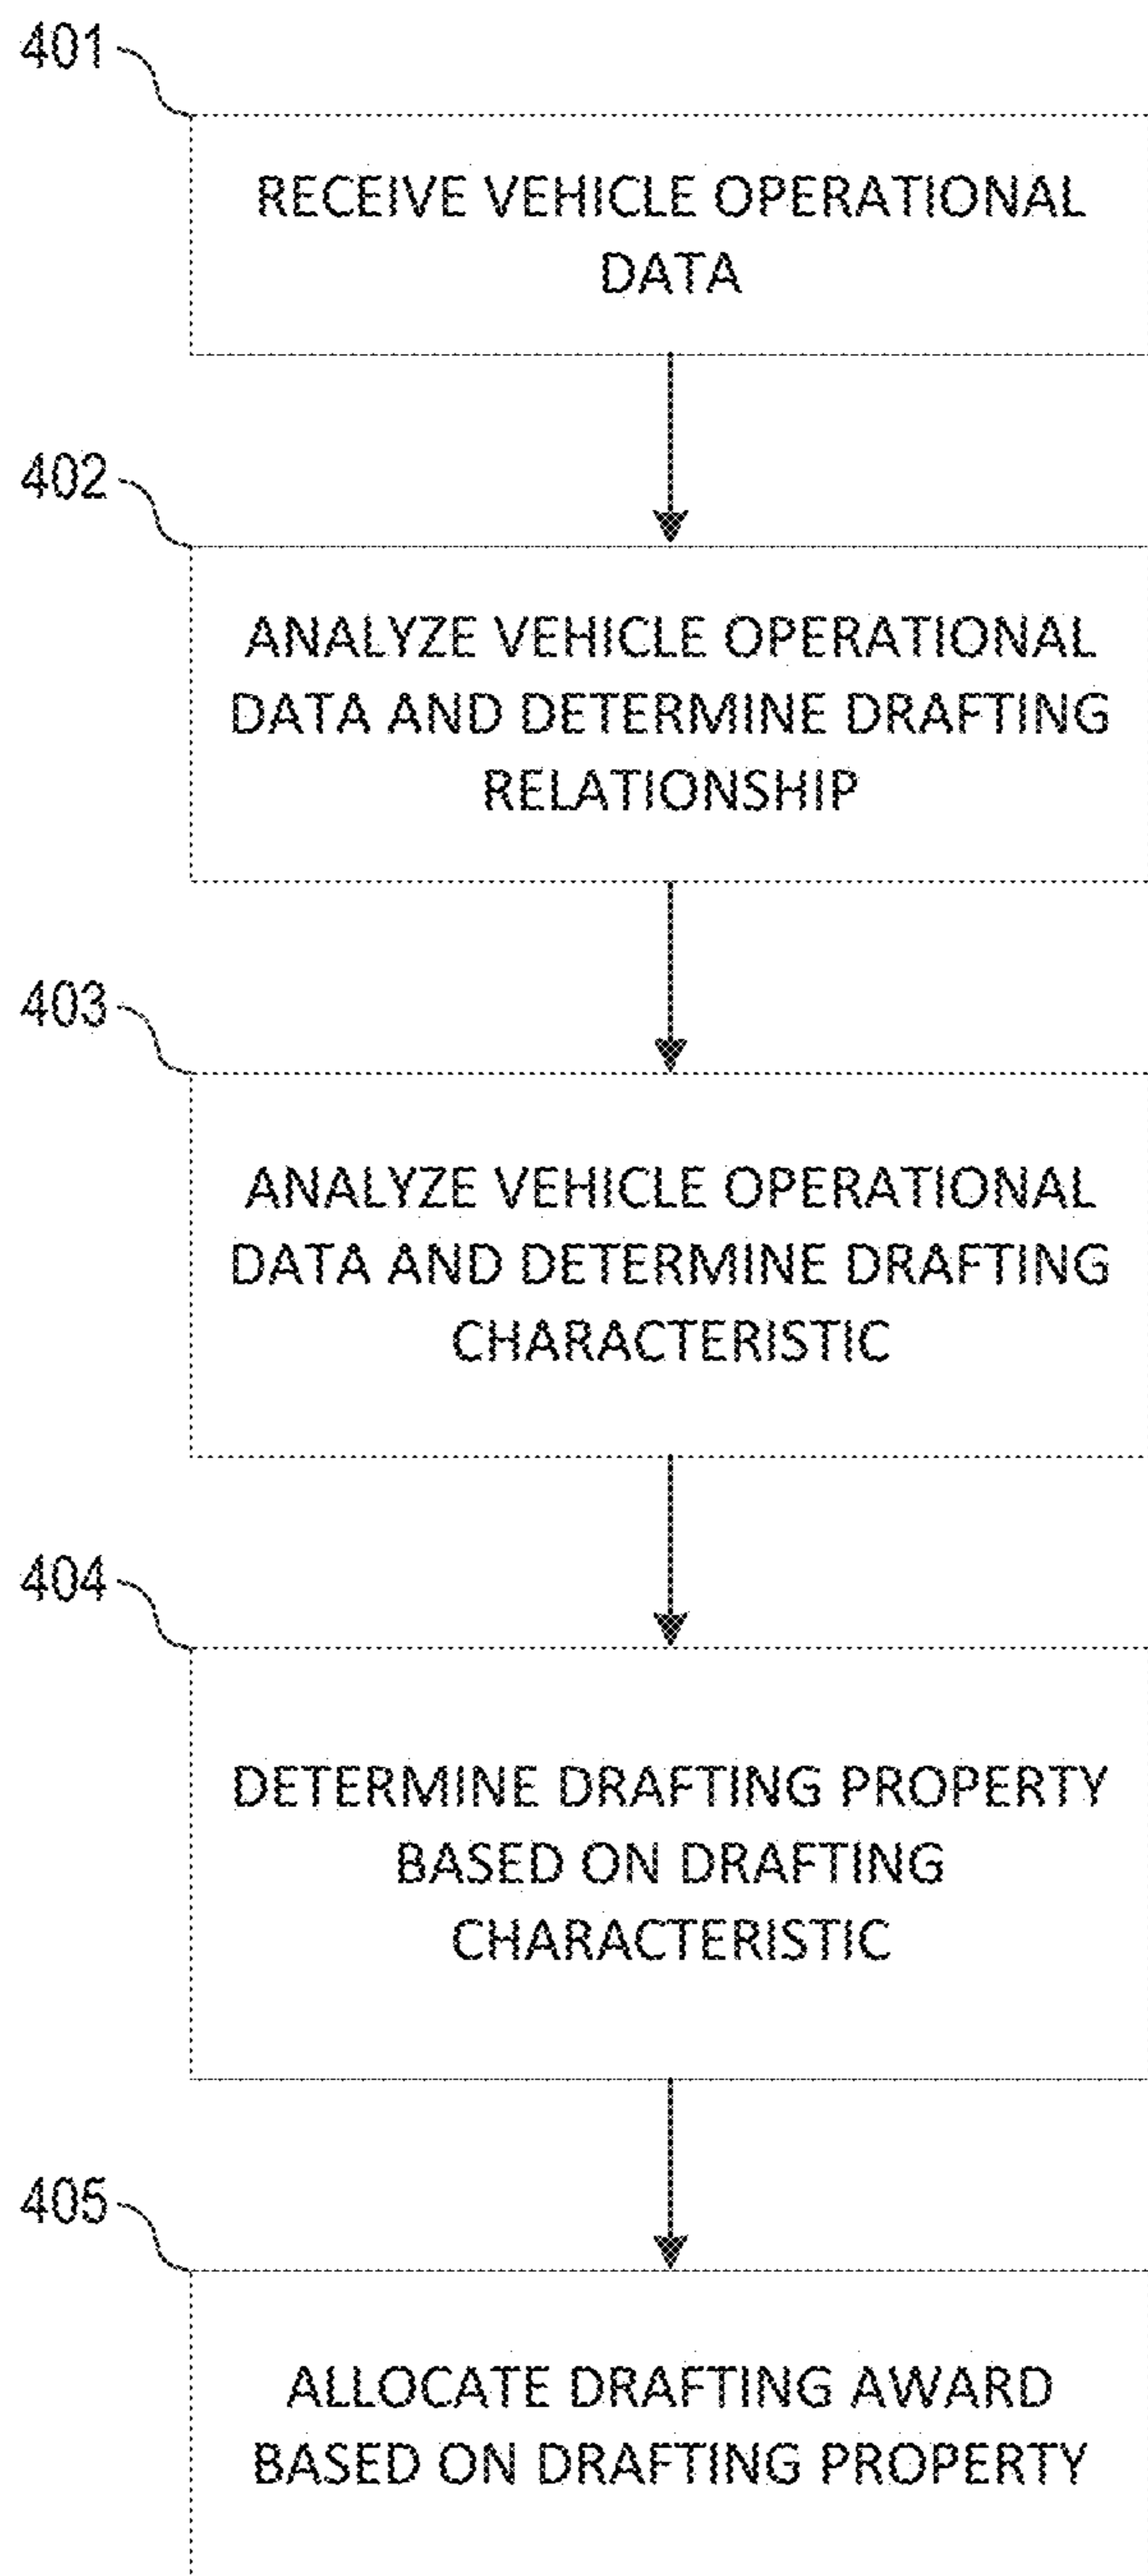 401
RECEIVE VEHICLE OPERATIONAL
DATA
402
ANALYZE VEHICLE OPERATIONAL
DATA AND DETERMINE DRAFTING
RELATIONSHIP
403
ANALYZE VEHICLE OPERATIONAL
DATA AND DETERMINE DRAFTING
CHARACTERISTIC
404
DETERMINE DRAFTING PROPERTY
BASED ON DRAFTING
CHARACTERISTIC
405
ALLOCATE DRAFTING AWARD
BASED ON DRAFTING PROPERTY